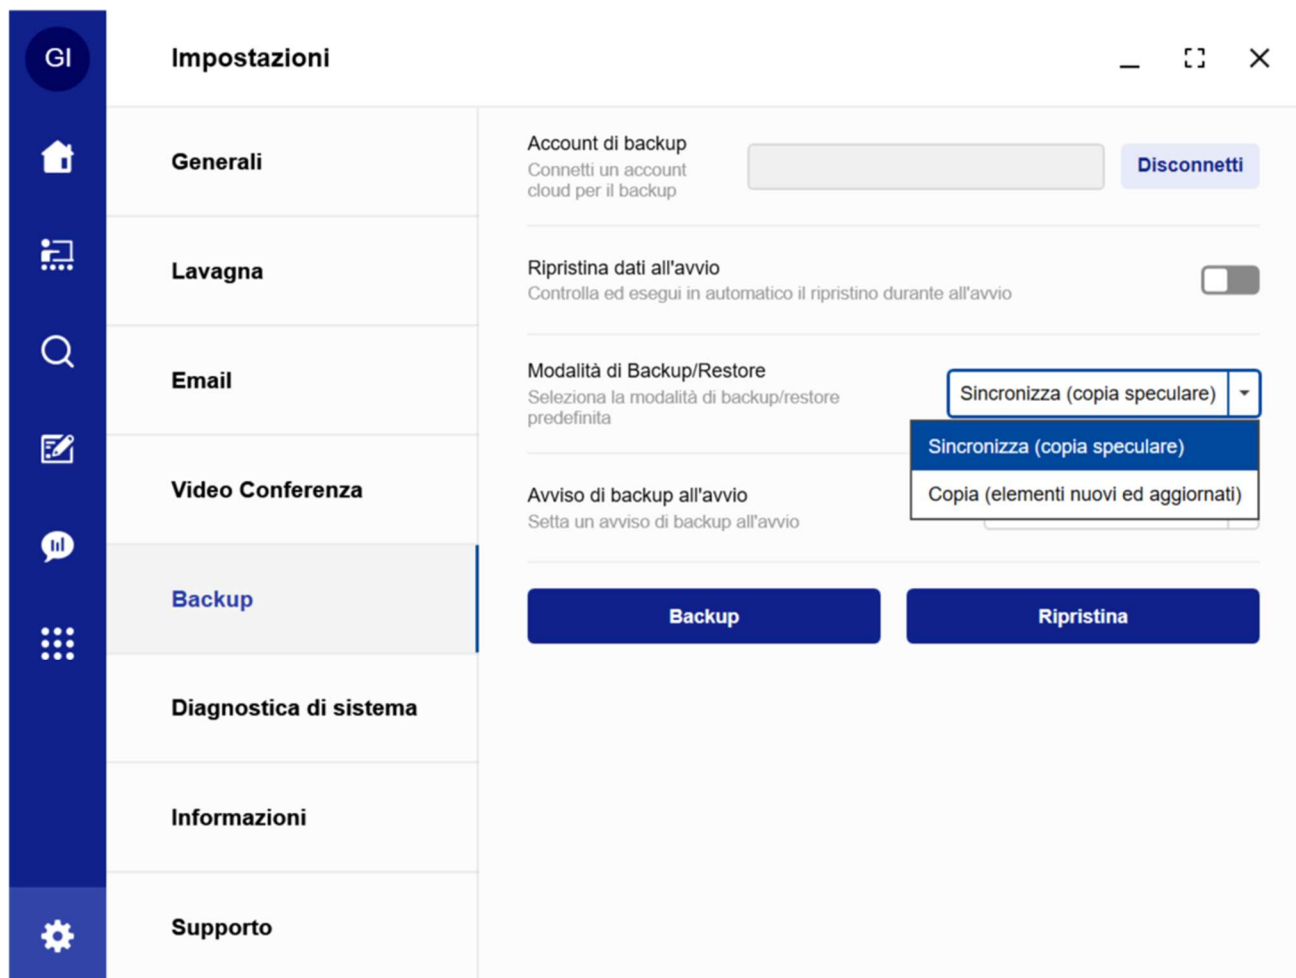 GI
Impostazioni
Generali
Lavagna
Email
Video Conferenza
Backup
Diagnostica di sistema
Informazioni
Supporto
Account di backup
Connetti un account
cloud per il backup
Disconnetti
Ripristina dati all'avvio
Controlla ed esegui in automatico il ripristino durante all'avvio
Modalità di Backup/Restore
Seleziona la modalità di backup/restore
predefinita
Sincronizza (copia speculare)
Sincronizza (copia speculare)
Copia (elementi nuovi ed aggiornati)
Avviso di backup all'avvio
Setta un avviso di backup all'avvio
Backup
Ripristina